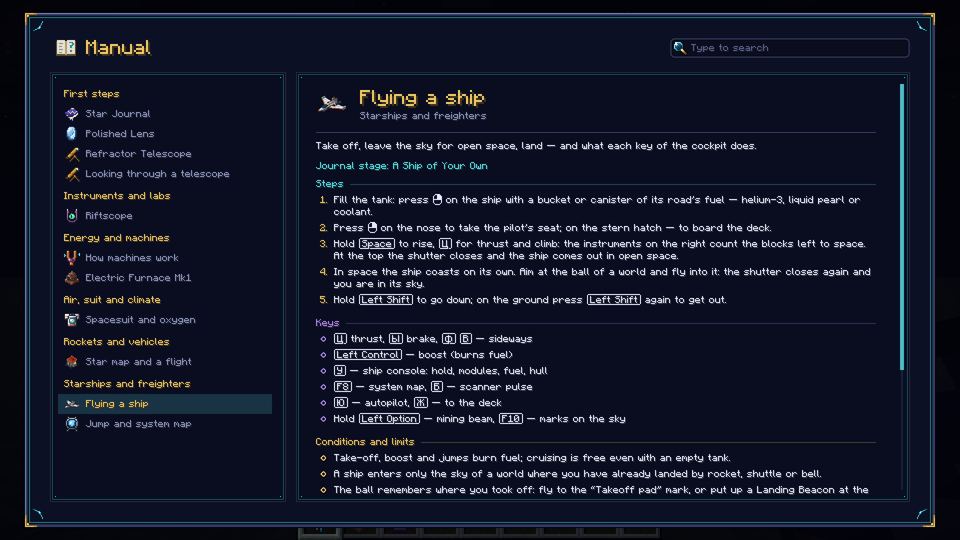 Manual
Type to search
First steps
Star Journal
Polished Lens
Refractor Telescope
Looking through a telescope
Instruments and labs
Riftscope
Energy and machines
How machines work
Electric Furnace Mk1
Air, suit and climate
Spacesuit and oxygen
Rockets and vehicles
Star map and a flight
Starships and freighters
Flying a ship
Jump and system map
Flying a ship
Starships and freighters
Take off, leave the sky for open space, land — and what each key of the cockpit does.
Journal stage: A Ship of Your Own
Steps
1. Fill the tank: press on the ship with a bucket or canister of its road's fuel — helium-3, liquid pearl or
coolant.
2. Press on the nose to take the pilot's seat; on the stern hatch — to board the deck.
3. Hold Space to rise, Ц for thrust and climb: the instruments on the right count the blocks left to space.
At the top the shutter closes and the ship comes out in open space.
4. In space the ship coasts on its own. Aim at the ball of a world and fly into it: the shutter closes again and
you are in its sky.
5. Hold Left Shift to go down; on the ground press Left Shift again to get out.
Keys
Ц thrust, Ы brake, Ф В — sideways
Left Control — boost (burns fuel)
У — ship console: hold, modules, fuel, hull
F8 — system map, Б — scanner pulse
Ю — autopilot, Ж — to the deck
Hold Left Option — mining beam, F10 — marks on the sky
Conditions and limits
Take-off, boost and jumps burn fuel; cruising is free even with an empty tank.
A ship enters only the sky of a world where you have already landed by rocket, shuttle or bell.
The ball remembers where you took off: fly to the "Takeoff pad" mark, or put up a Landing Beacon at the